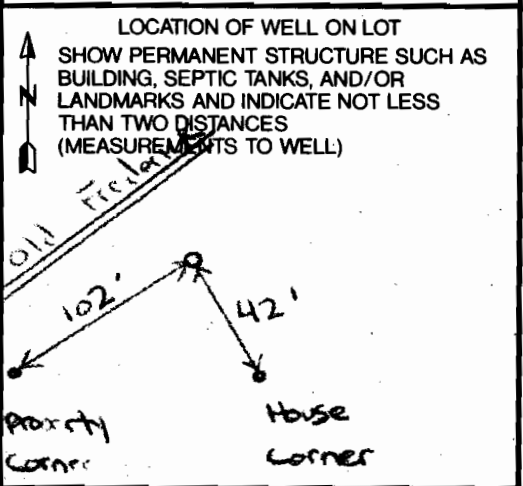 LOCATION OF WELL ON LOT
SHOW PERMANENT STRUCTURE SUCH AS
BUILDING, SEPTIC TANKS, AND/OR
LANDMARKS AND INDICATE NOT LESS
THAN TWO DISTANCES
(MEASUREMENTS TO WELL)
N
Old
102'
42'
House
Corner
Corner